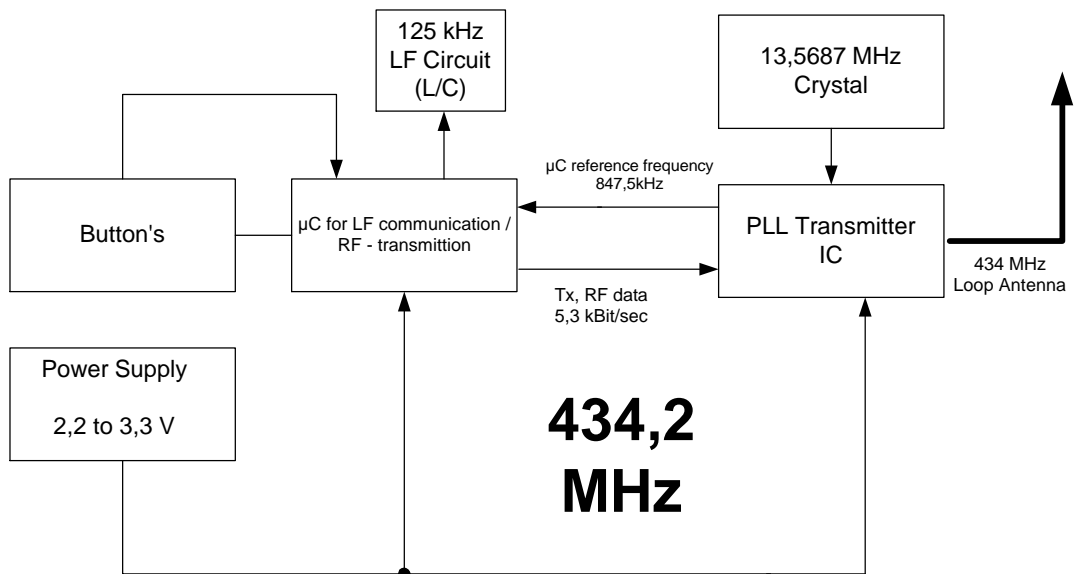 125 kHz
LF Circuit
(L/C)
13,5687 MHz
Crystal
µC reference frequency
847,5kHz
Button's
µC for LF communication /
RF - transmittion
PLL Transmitter
IC
434 MHz
Loop Antenna
Tx, RF data
5,3 kBit/sec
Power Supply
2,2 to 3,3 V
434,2
MHz